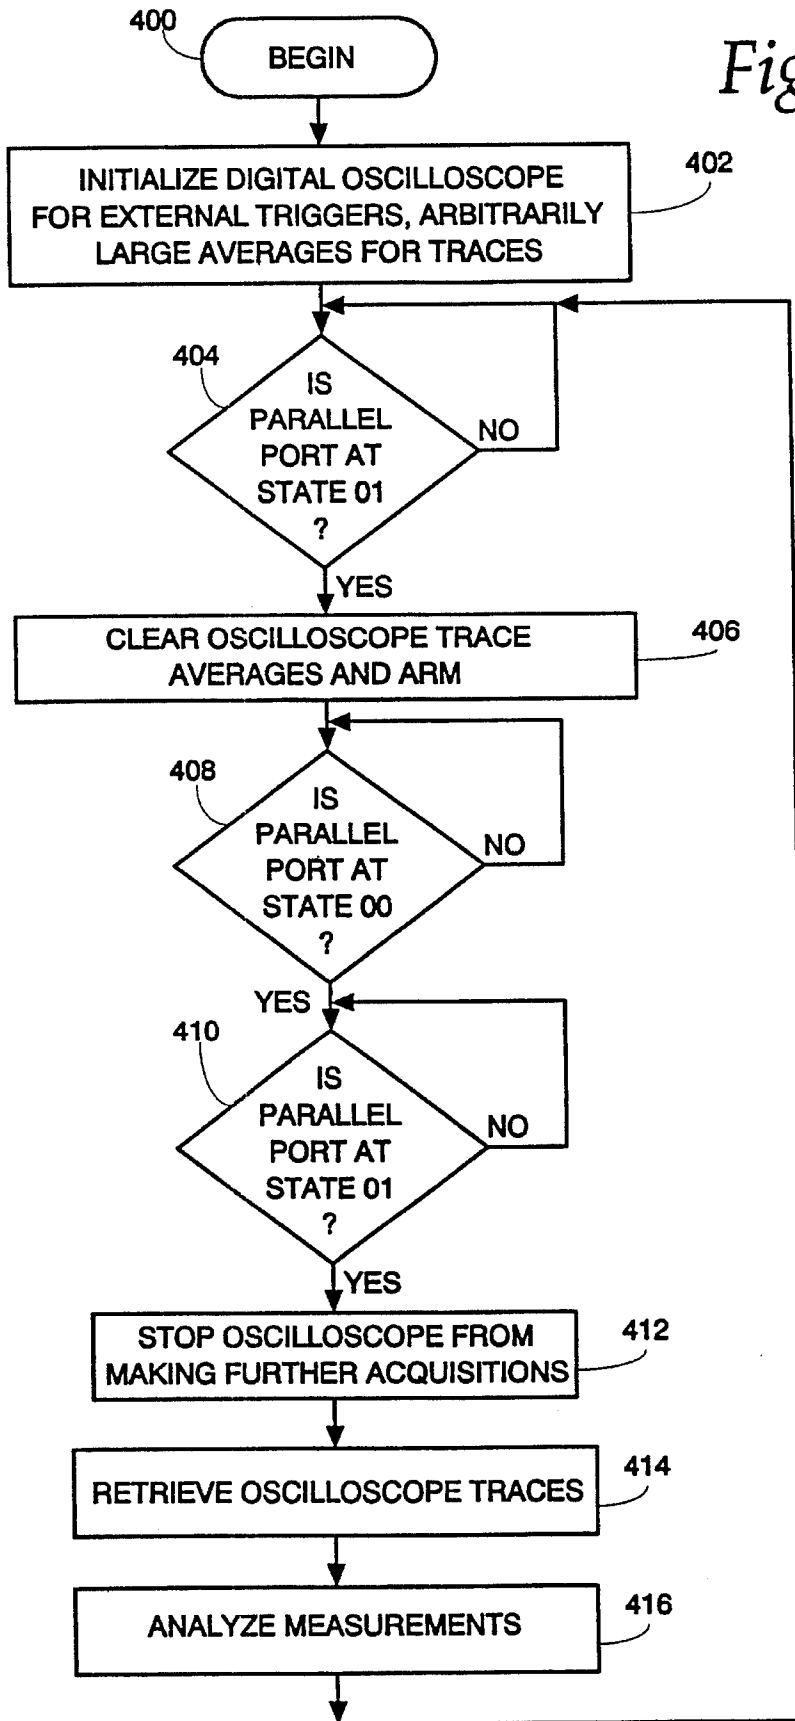 400
BEGIN
Fig
INITIALIZE DIGITAL OSCILLOSCOPE
FOR EXTERNAL TRIGGERS, ARBITRARILY
LARGE AVERAGES FOR TRACES
402
404
IS
PARALLEL
PORT AT
STATE 01
?
NO
YES
CLEAR OSCILLOSCOPE TRACE
AVERAGES AND ARM
406
408
IS
PARALLEL
PORT AT
STATE 00
?
NO
YES
410
IS
PARALLEL
PORT AT
STATE 01
?
NO
YES
STOP OSCILLOSCOPE FROM
MAKING FURTHER ACQUISITIONS
412
RETRIEVE OSCILLOSCOPE TRACES
414
ANALYZE MEASUREMENTS
416